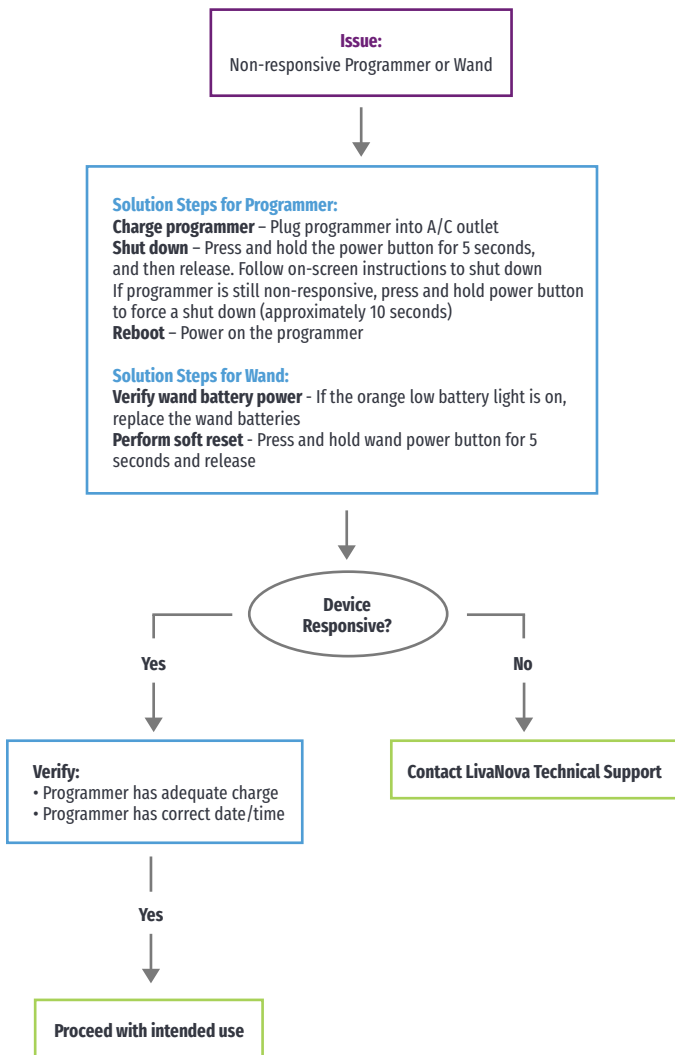 Issue:
Non-responsive Programmer or Wand
Solution Steps for Programmer:
Charge programmer – Plug programmer into A/C outlet
Shut down – Press and hold the power button for 5 seconds,
and then release. Follow on-screen instructions to shut down
If programmer is still non-responsive, press and hold power button
to force a shut down (approximately 10 seconds)
Reboot – Power on the programmer
Solution Steps for Wand:
Verify wand battery power - If the orange low battery light is on,
replace the wand batteries
Perform soft reset - Press and hold wand power button for 5
seconds and release
Device
Responsive?
Yes
No
Verify:
• Programmer has adequate charge
• Programmer has correct date/time
Contact LivaNova Technical Support
Yes
Proceed with intended use